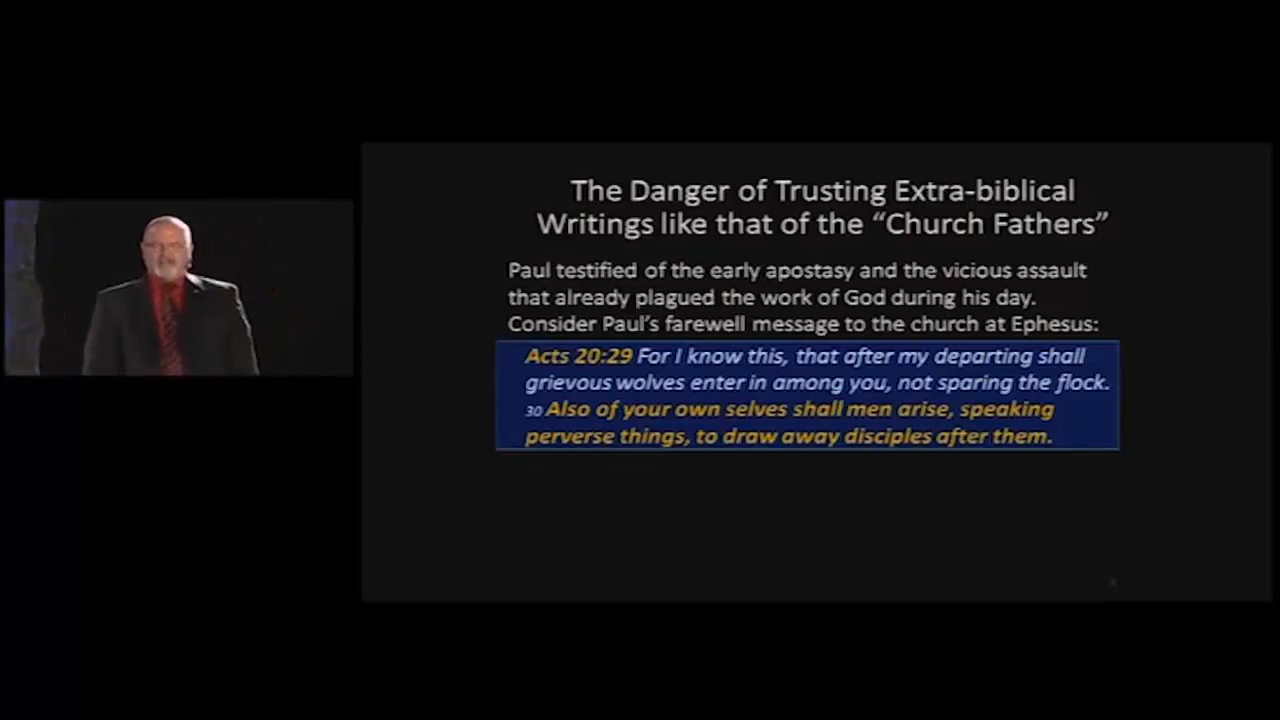 The Danger of Trusting Extra-biblical
Writings like that of the “Church Fathers”
Paul testified of the early apostasy and the vicious assault
that already plagued the work of God during his day.
Consider Paul’s farewell message to the church at Ephesus:
Acts 20:29 For I know this, that after my departing shall
grievous wolves enter in among you, not sparing the flock.
30 Also of your own selves shall men arise, speaking
perverse things, to draw away disciples after them.